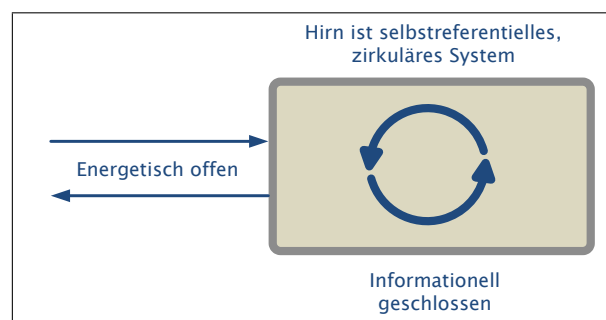 Hirn ist selbstreferentielles,
zirkuläres System
Energetisch offen
Informationell
geschlossen